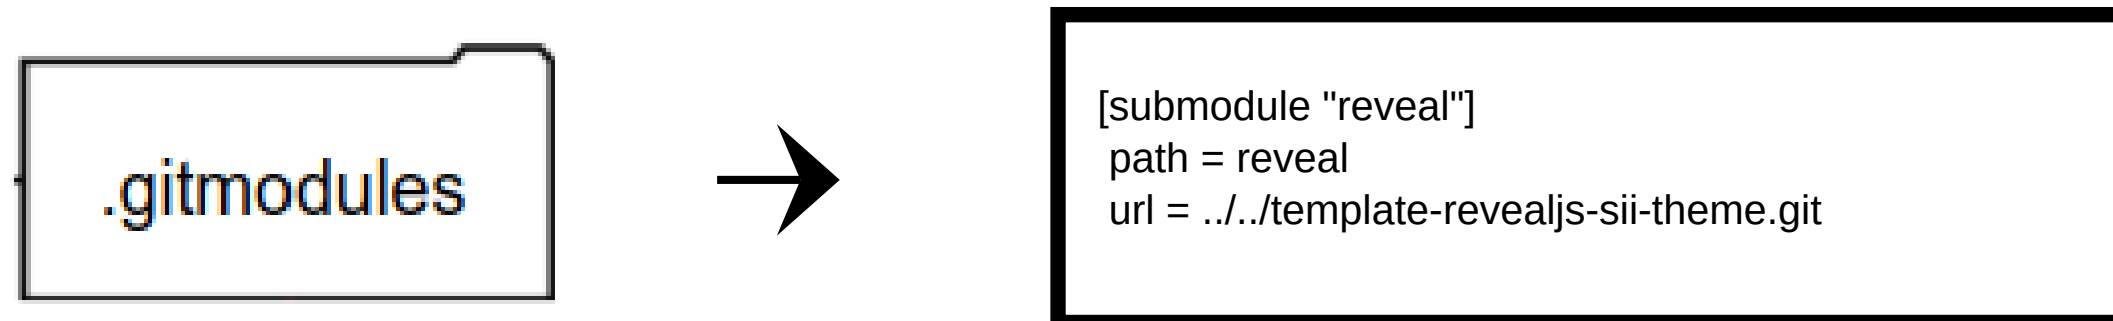 .gitmodules
[submodule "reveal"]
path = reveal
url = ../../template-revealjs-sii-theme.git